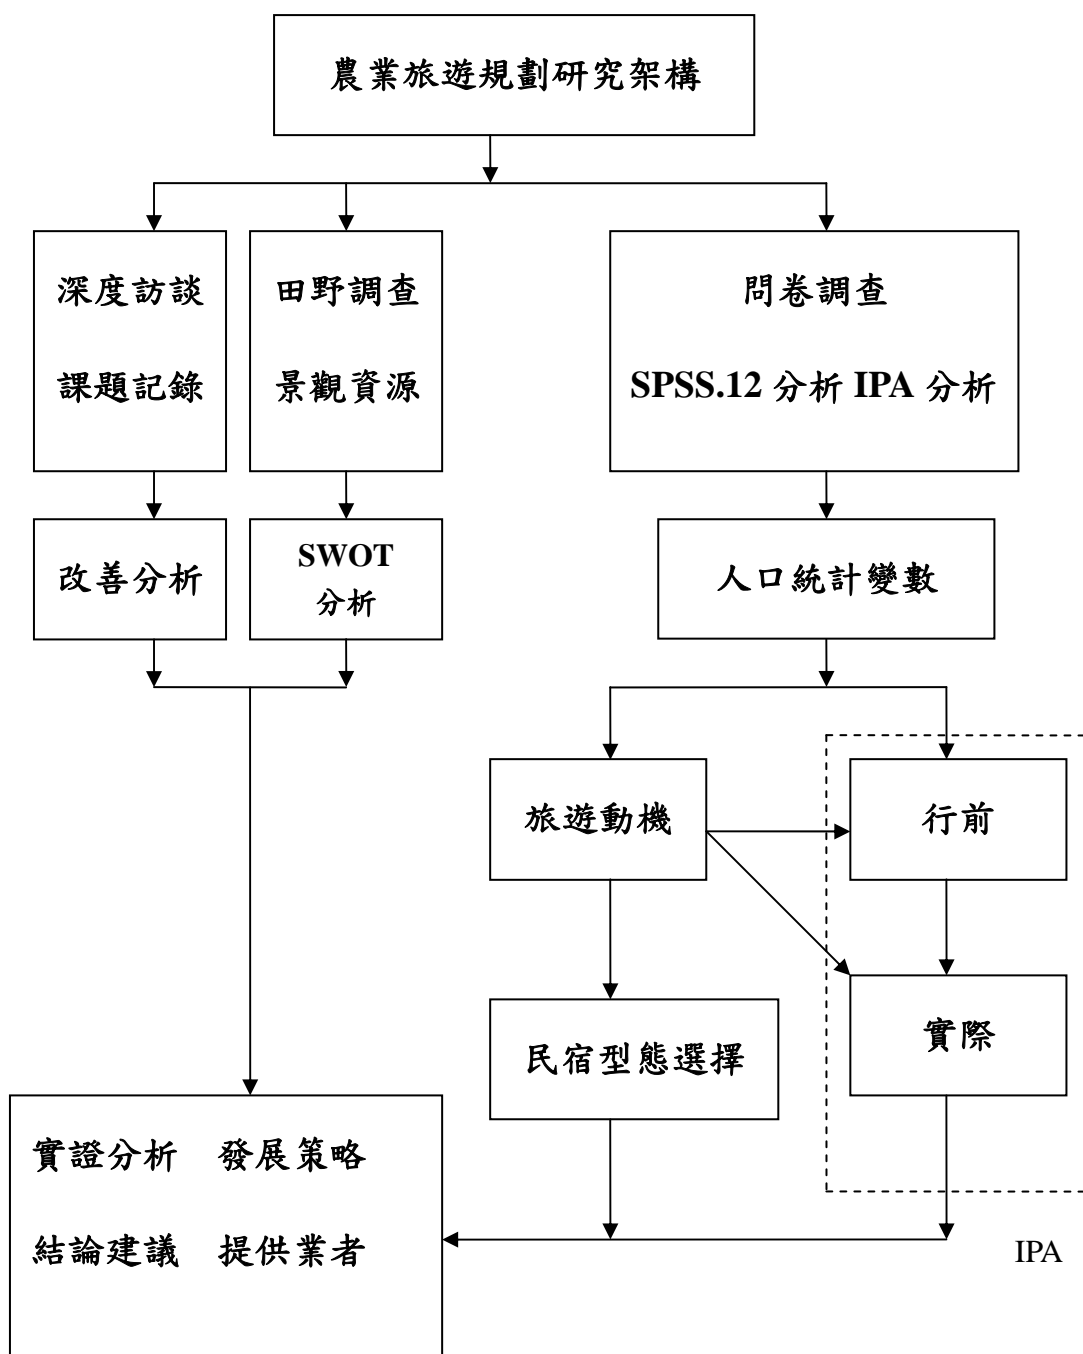 農業旅遊規劃研究架構
深度訪談
課題記錄
田野調查
景觀資源
問卷調查
SPSS.12 分析 IPA 分析
改善分析
SWOT
分析
人口統計變數
旅遊動機
行前
民宿型態選擇
實際
實證分析 發展策略
結論建議 提供業者
IPA